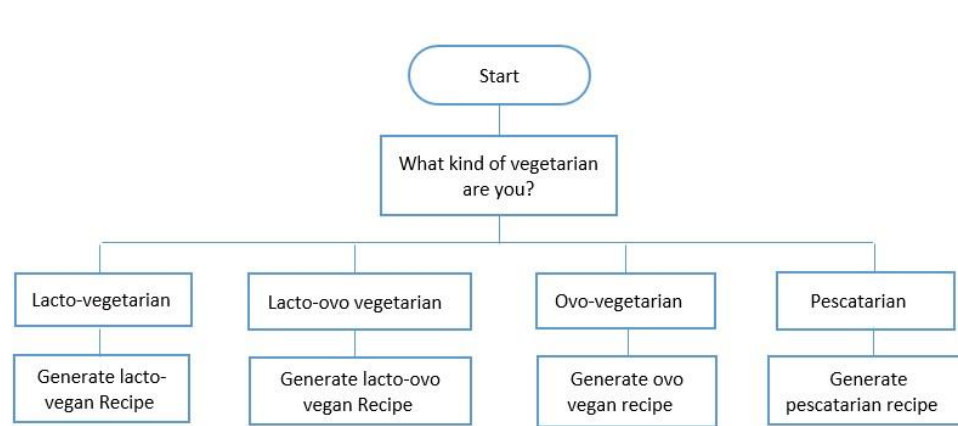 Start
What kind of vegetarian
are you?
Lacto-vegetarian
Lacto-ovo vegetarian
Ovo-vegetarian
Pescatarian
Generate lacto-
vegan Recipe
Generate lacto-ovo
vegan Recipe
Generate ovo
vegan recipe
Generate
pescatarian recipe